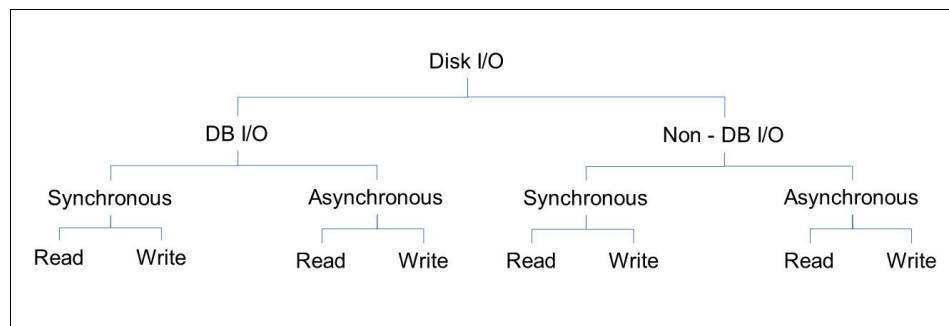 Disk I/O
DB I/O Non - DB I/O
Synchronous Asynchronous Synchronous Asynchronous
Read Write Read Write Read Write Read Write